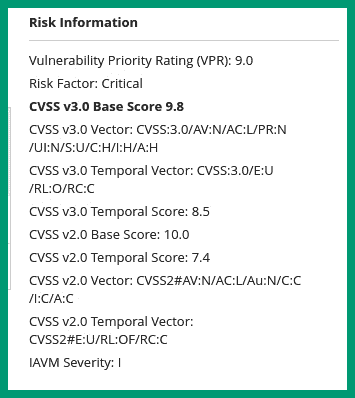 Risk Information
Vulnerability Priority Rating (VPR): 9.0
Risk Factor: Critical
CVSS v3.0 Base Score 9.8
CVSS v3.0 Vector: CVSS:3.0/AV:N/AC:L/PR:N
/UI:N/S:U/C:H/I:H/A:H
CVSS v3.0 Temporal Vector: CVSS:3.0/E:U
/RL:O/RC:C
CVSS v3.0 Temporal Score: 8.5
CVSS v2.0 Base Score: 10.0
CVSS v2.0 Temporal Score: 7.4
CVSS v2.0 Vector: CVSS2#AV:N/AC:L/Au:N/C:C
/I:C/A:C
CVSS v2.0 Temporal Vector:
CVSS2#E:U/RL:OF/RC:C
IAVM Severity: I